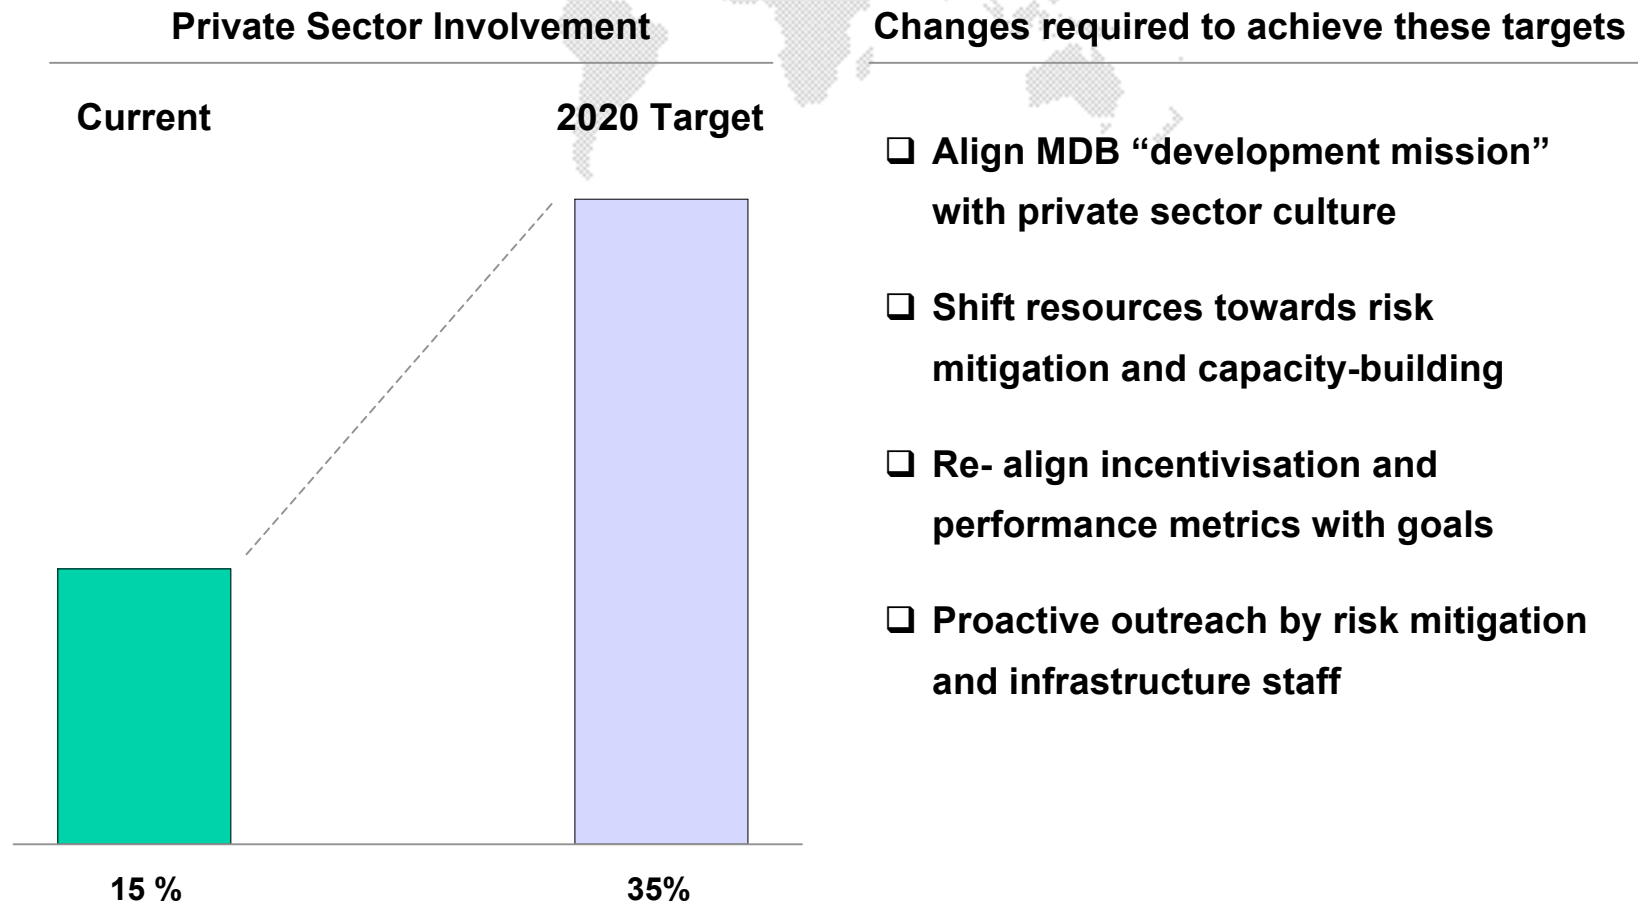 Private Sector Involvement
Current
2020 Target
15 %
35%
Changes required to achieve these targets
❑ Align MDB “development mission”
with private sector culture
❑ Shift resources towards risk
mitigation and capacity-building
❑ Re- align incentivisation and
performance metrics with goals
❑ Proactive outreach by risk mitigation
and infrastructure staff